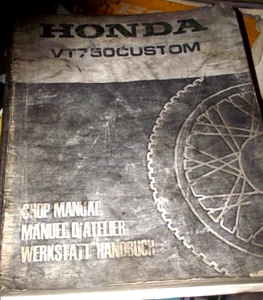 HONDA
VT750CUSTOM
SHOP MANUAL
MANUEL D'ATELIER
WERKSTATT-HANDBUCH